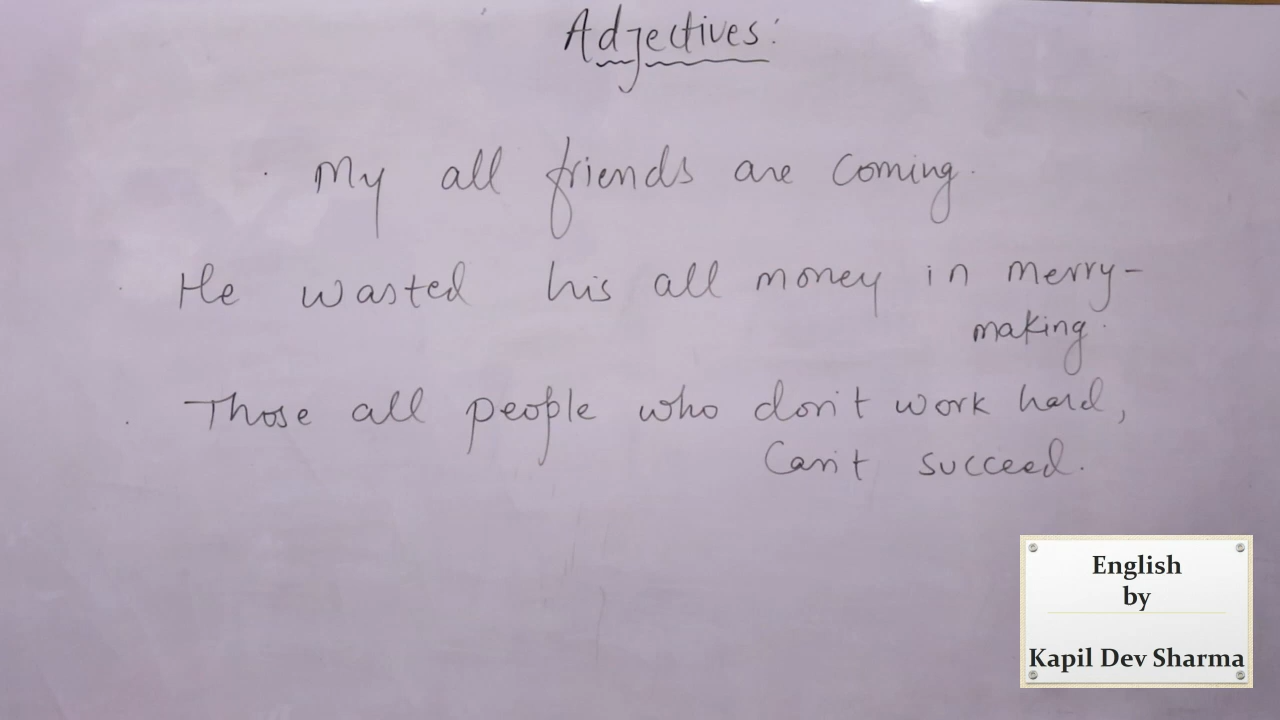 Adjectives:
My all friends are coming.
He wasted his all money in merry-
making.
Those all people who don't work hard,
Can't succeed.
English
by
Kapil Dev Sharma